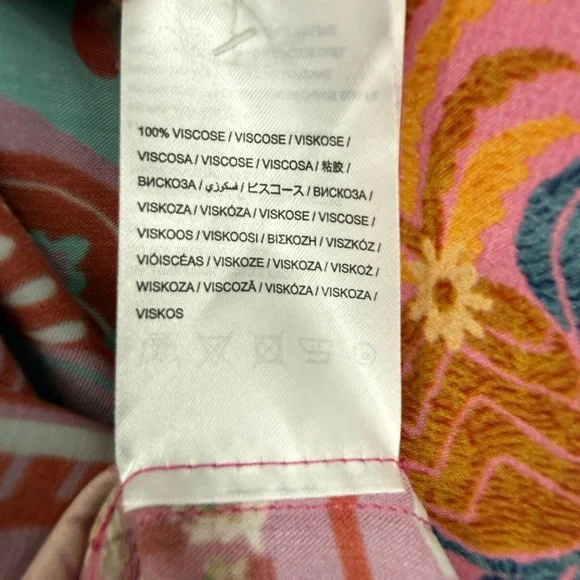 100% VISCOSE / VISCOSE / VISKOSE /
VISCOSA / VISCOSE / VISCOSA / 粘胶 /
ВИСКОЗА / فسكوزي / ビスコース / ВИСКОЗА /
VISKOZA / VISKÓZA / VISKOSE / VISCOSE /
VISKOOS / VISKOOSI / ΒΙΣΚΟΖΗ / VISZKÓZ /
VIÓISCÉAS / VISKOZE / VISKOZA / VISKOŻ /
WISKOZA / VISCOZĂ / VISKÓZA / VISKOZA /
VISKOS